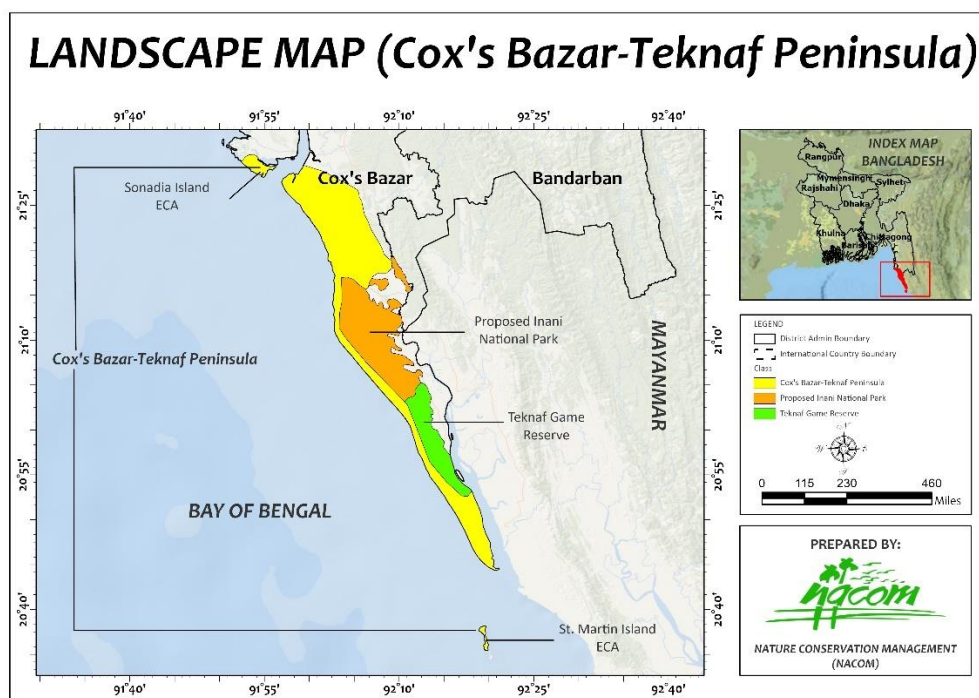 LANDSCAPE MAP (Cox's Bazar-Teknaf Peninsula)
91°40' 91°55' 92°0' 92°25' 92°40'
21°25'
21°10'
20°55'
20°40'
Sonadia Island
ECA
Cox's Bazar
Bandarban
Proposed Inani
National Park
Cox's Bazar-Teknaf Peninsula
MAYANMAR
Teknaf Game
Reserve
BAY OF BENGAL
St. Martin Island
ECA
21°25'
21°10'
20°55'
20°40'
91°40' 91°55' 92°0' 92°25' 92°40'
INDEX MAP
BANGLADESH
Rangpur
Mymensingh
Sylhet
Rajshahi
Dhaka
Khulna
Barisal
Chittagong
LEGEND
District Admin Boundary
International Country Boundary
Class
Cox's Bazar-Teknaf Peninsula
Proposed Inani National Park
Teknaf Game Reserve
0 115 230 460
Miles
PREPARED BY:
nacom
NATURE CONSERVATION MANAGEMENT
(NACOM)